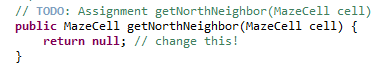 // TODO: Assignment getNorthNeighbor(MazeCell cell)
public MazeCell getNorthNeighbor(MazeCell cell) {
    return null; // change this!
}